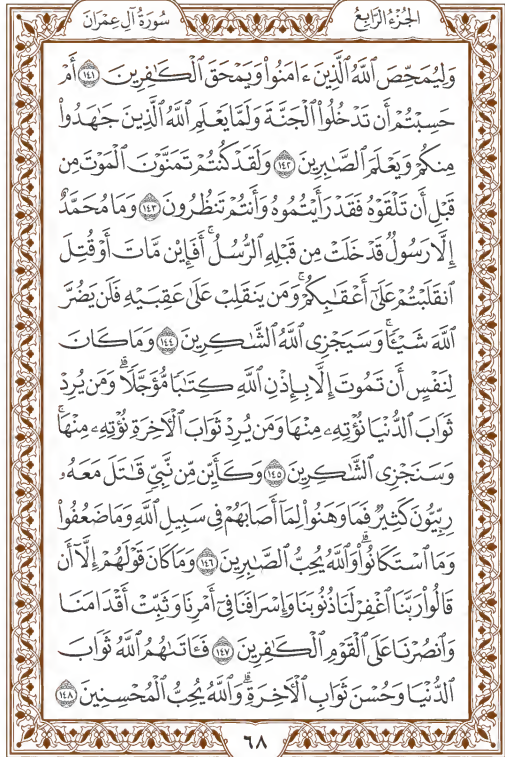 الجُزْءُ الرَّابِعُ
سُورَةُ آلِ عِمْرَانَ
وَلِيُمَحِّصَ ٱللَّهُ ٱلَّذِينَ ءَامَنُوا۟ وَيَمْحَقَ ٱلْكَـٰفِرِينَ ١٤١ أَمْ
حَسِبْتُمْ أَن تَدْخُلُوا۟ ٱلْجَنَّةَ وَلَمَّا يَعْلَمِ ٱللَّهُ ٱلَّذِينَ جَـٰهَدُوا۟
مِنكُمْ وَيَعْلَمَ ٱلصَّـٰبِرِينَ ١٤٢ وَلَقَدْ كُنتُمْ تَمَنَّوْنَ ٱلْمَوْتَ مِن
قَبْلِ أَن تَلْقَوْهُ فَقَدْ رَأَيْتُمُوهُ وَأَنتُمْ تَنظُرُونَ ١٤٣ وَمَا مُحَمَّدٌ
إِلَّا رَسُولٌ قَدْ خَلَتْ مِن قَبْلِهِ ٱلرُّسُلُ ۚ أَفَإِي۟ن مَّاتَ أَوْ قُتِلَ
ٱنقَلَبْتُمْ عَلَىٰٓ أَعْقَـٰبِكُمْ ۚ وَمَن يَنقَلِبْ عَلَىٰ عَقِبَيْهِ فَلَن يَضُرَّ
ٱللَّهَ شَيْـًٔا ۗ وَسَيَجْزِى ٱللَّهُ ٱلشَّـٰكِرِينَ ١٤٤ وَمَا كَانَ
لِنَفْسٍ أَن تَمُوتَ إِلَّا بِإِذْنِ ٱللَّهِ كِتَـٰبًا مُّؤَجَّلًا ۗ وَمَن يُرِدْ
ثَوَابَ ٱلدُّنْيَا نُؤْتِهِۦ مِنْهَا وَمَن يُرِدْ ثَوَابَ ٱلْـَٔاخِرَةِ نُؤْتِهِۦ مِنْهَا ۚ
وَسَنَجْزِى ٱلشَّـٰكِرِينَ ١٤٥ وَكَأَيِّن مِّن نَّبِىٍّ قَـٰتَلَ مَعَهُۥ
رِبِّيُّونَ كَثِيرٌ فَمَا وَهَنُوا۟ لِمَآ أَصَابَهُمْ فِى سَبِيلِ ٱللَّهِ وَمَا ضَعُفُوا۟
وَمَا ٱسْتَكَانُوا۟ ۗ وَٱللَّهُ يُحِبُّ ٱلصَّـٰبِرِينَ ١٤٦ وَمَا كَانَ قَوْلَهُمْ إِلَّآ أَن
قَالُوا۟ رَبَّنَا ٱغْفِرْ لَنَا ذُنُوبَنَا وَإِسْرَافَنَا فِىٓ أَمْرِنَا وَثَبِّتْ أَقْدَامَنَا
وَٱنصُرْنَا عَلَى ٱلْقَوْمِ ٱلْكَـٰفِرِينَ ١٤٧ فَـَٔاتَىٰهُمُ ٱللَّهُ ثَوَابَ
ٱلدُّنْيَا وَحُسْنَ ثَوَابِ ٱلْـَٔاخِرَةِ ۗ وَٱللَّهُ يُحِبُّ ٱلْمُحْسِنِينَ ١٤٨
٦٨